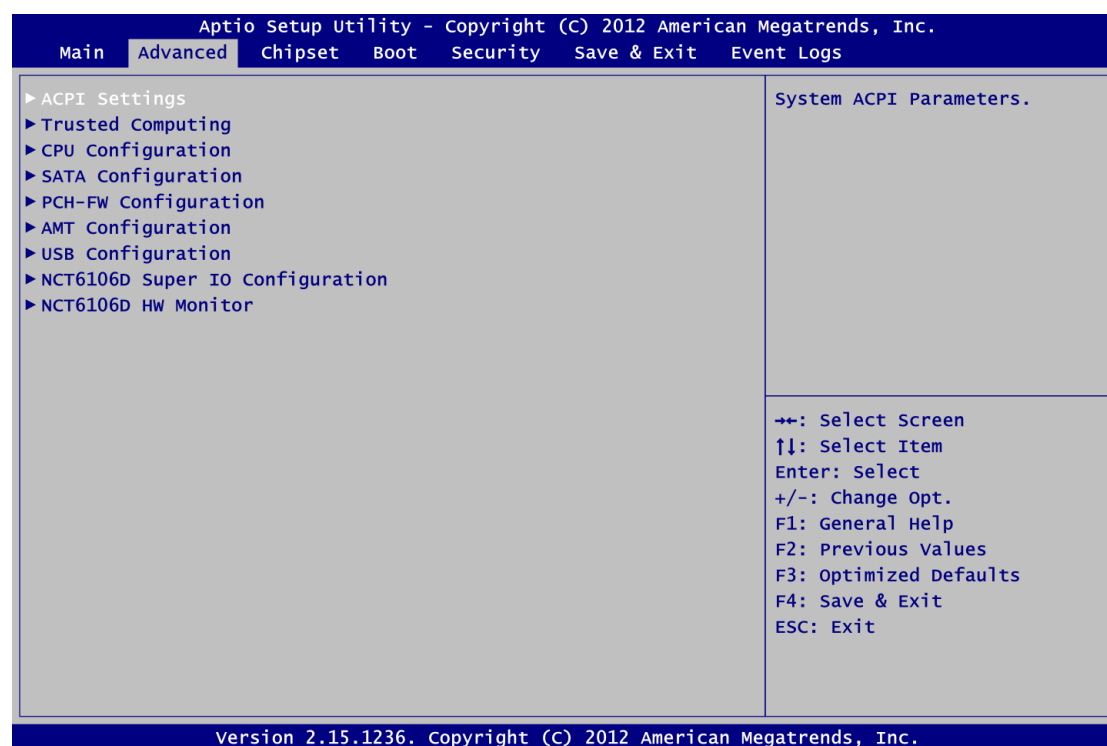 Aptio Setup Utility – Copyright (C) 2012 American Megatrends, Inc.
Main Advanced Chipset Boot Security Save & Exit Event Logs
►ACPI Settings
►Trusted Computing
►CPU Configuration
►SATA Configuration
►PCH-FW Configuration
►AMT Configuration
►USB Configuration
►NCT6106D Super IO Configuration
►NCT6106D HW Monitor
System ACPI Parameters.
→←: Select Screen
↑↓: Select Item
Enter: Select
+/-: Change Opt.
F1: General Help
F2: Previous Values
F3: Optimized Defaults
F4: Save & Exit
ESC: Exit
Version 2.15.1236. Copyright (C) 2012 American Megatrends, Inc.